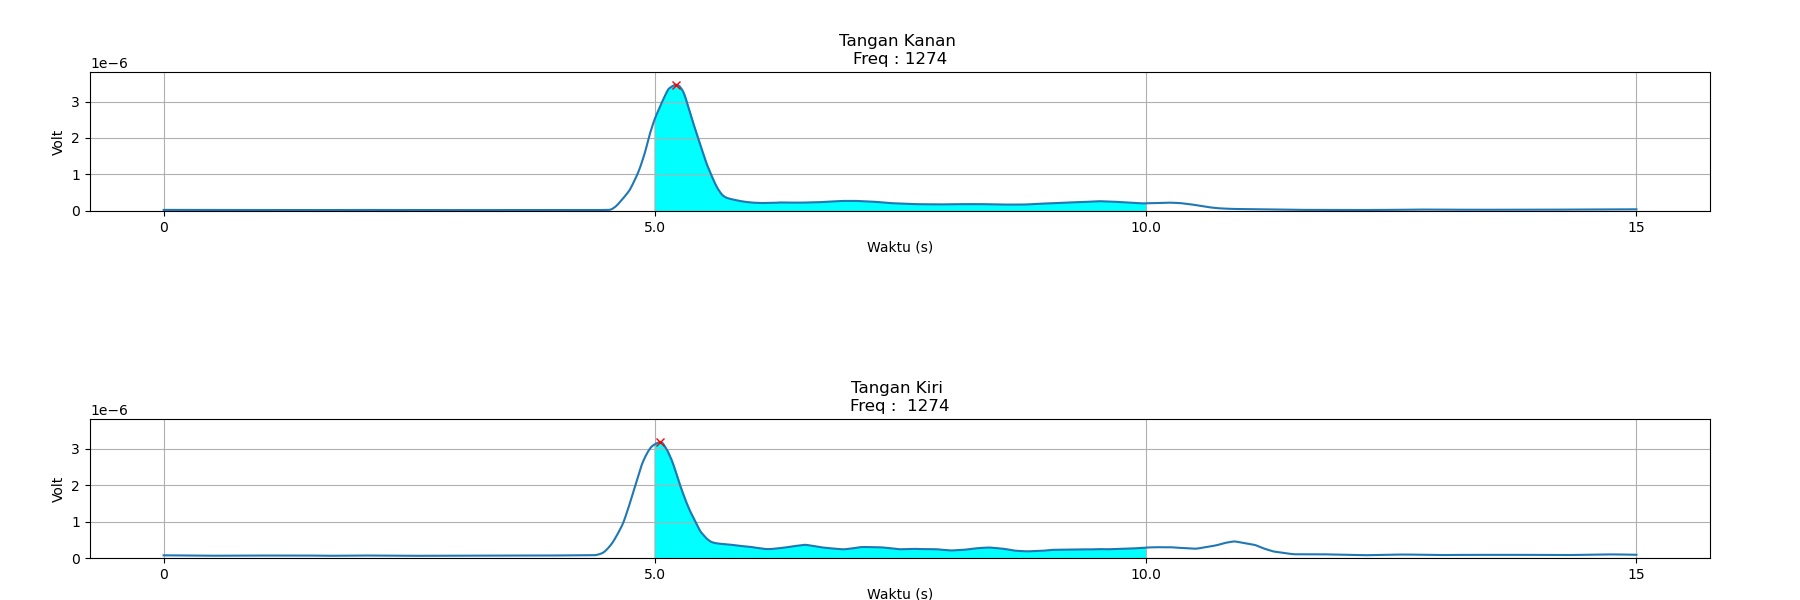 Tangan Kanan
Freq : 1274
1e−6
3
2
1
0
Volt
0 5.0 10.0 15
Waktu (s)
Tangan Kiri
Freq :  1274
1e−6
3
2
1
0
Volt
0 5.0 10.0 15
Waktu (s)